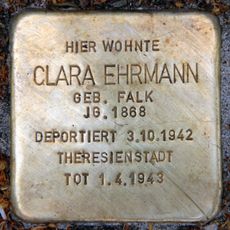 HIER WOHNTE
CLARA EHRMANN
GEB. FALK
JG. 1868
DEPORTIERT 3.10.1942
THERESIENSTADT
TOT 1.4.1943